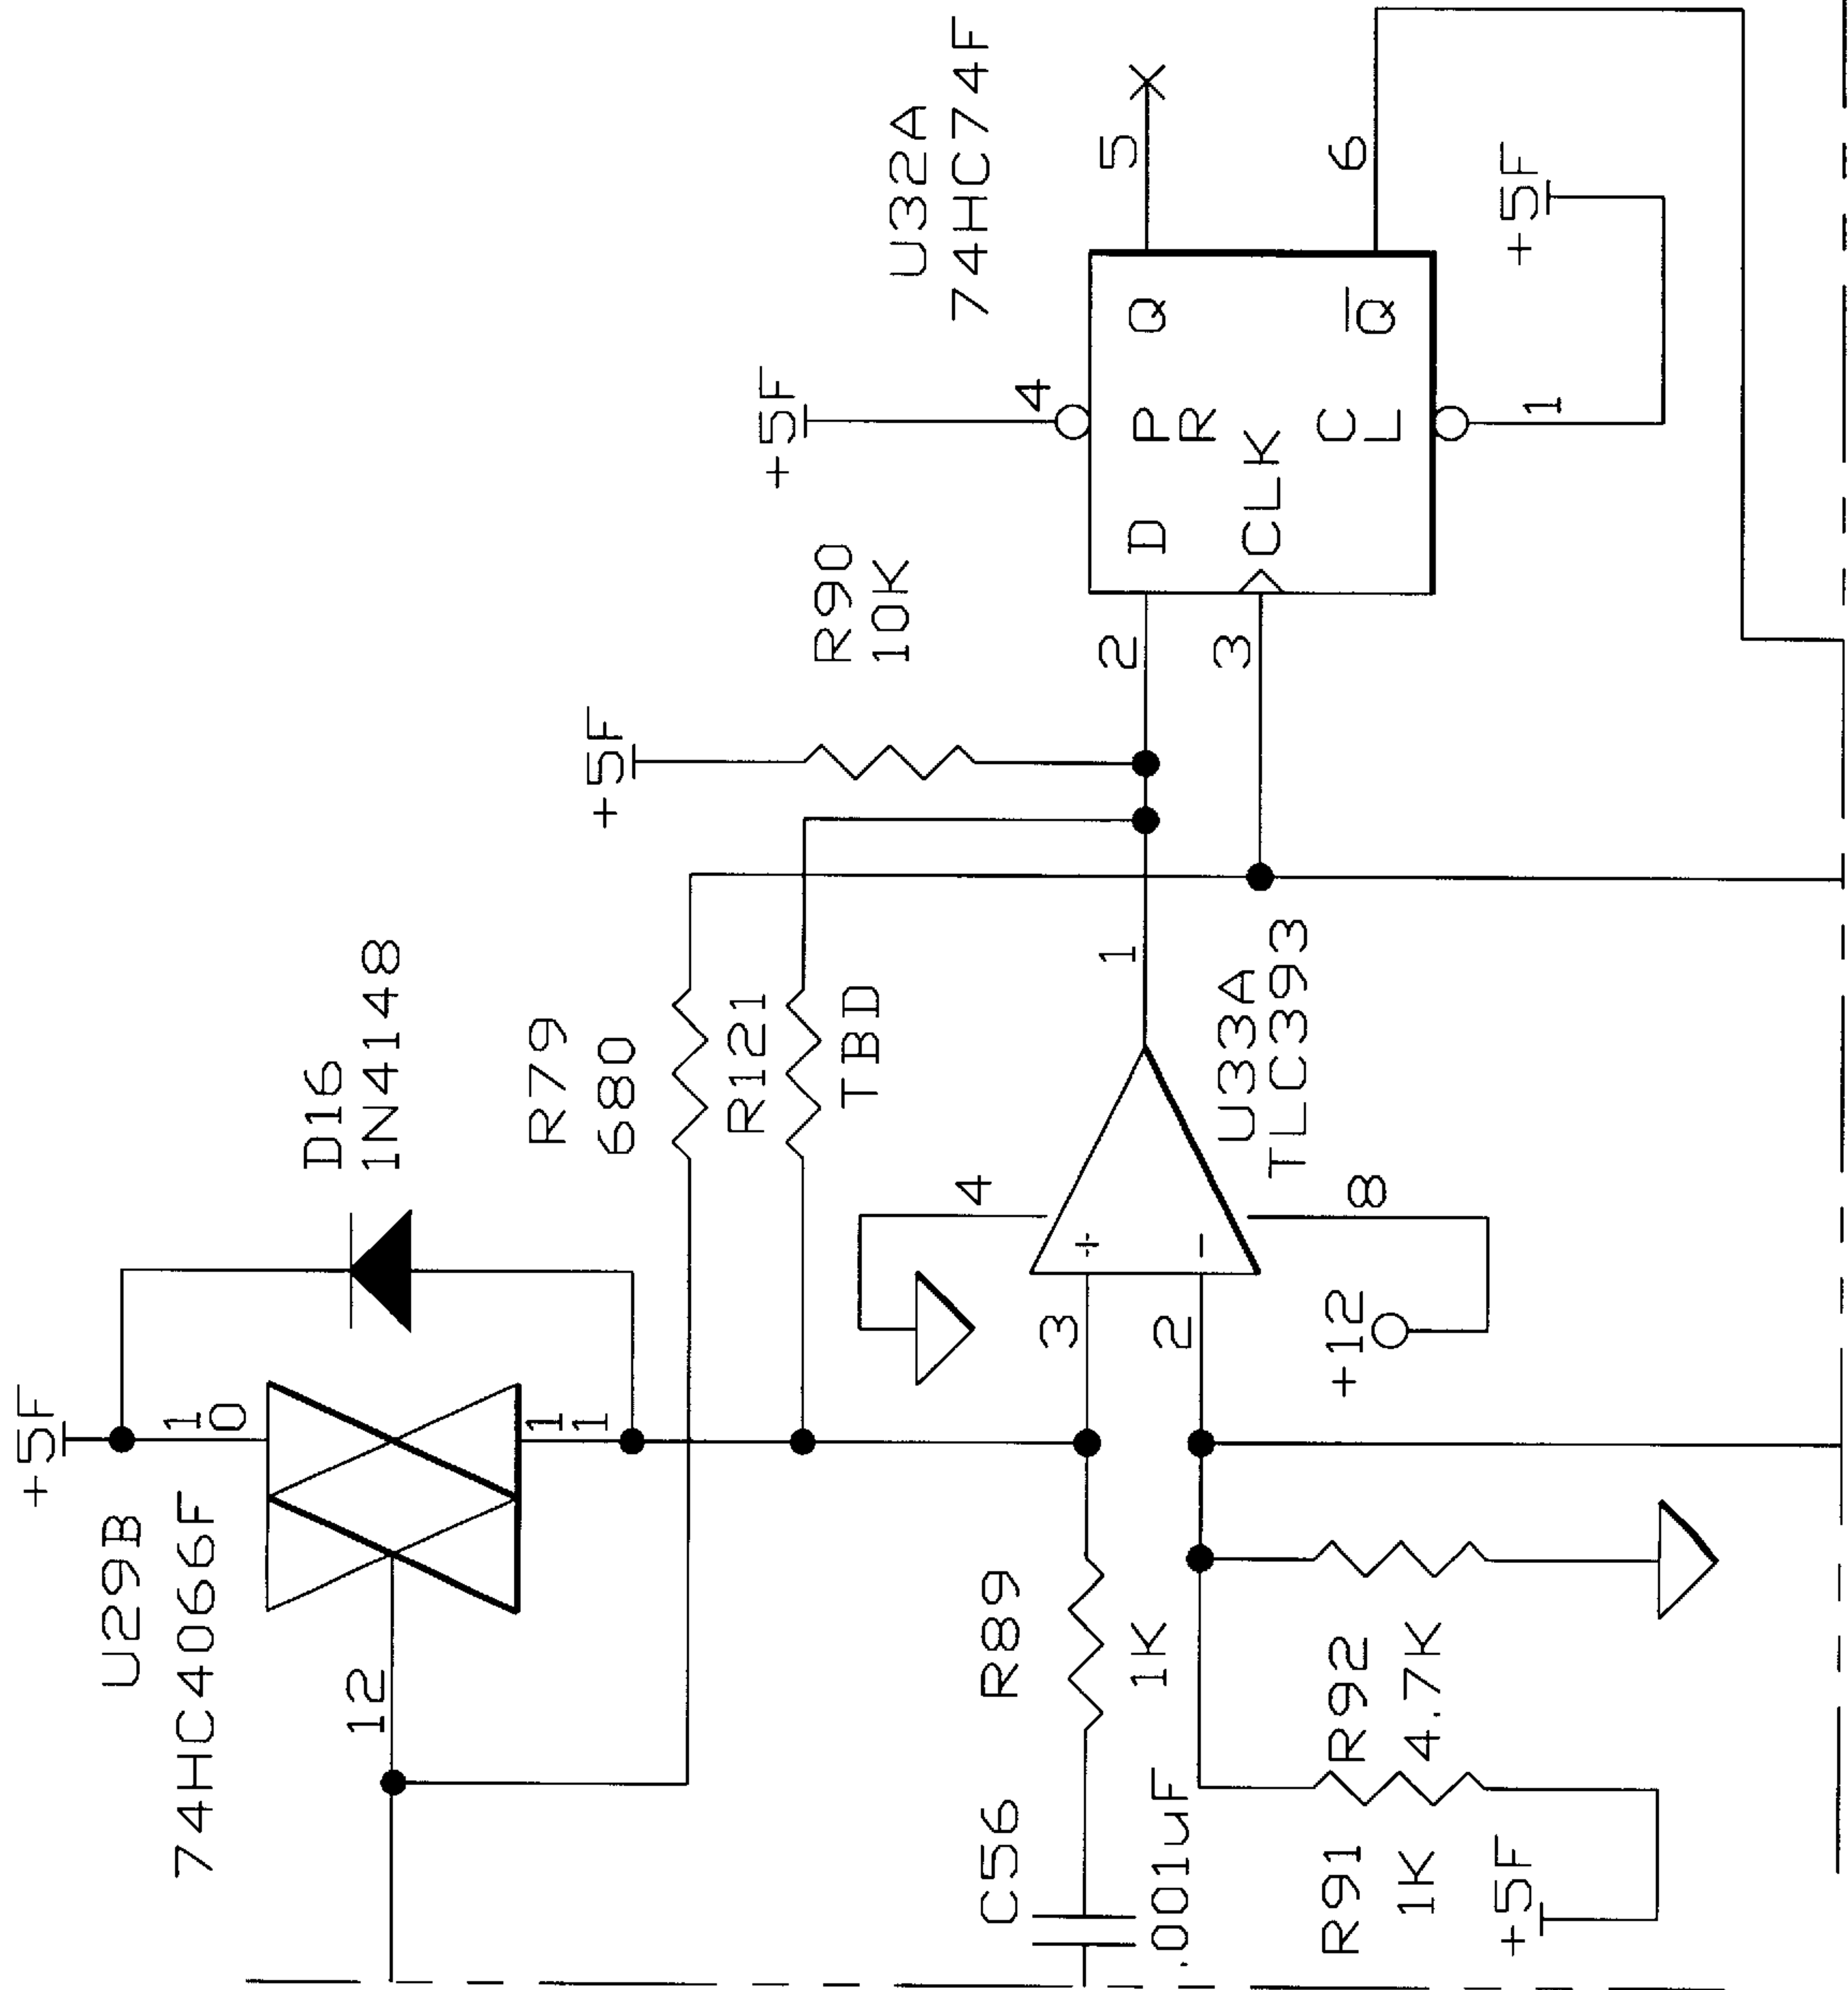 +5F
U29B
74HC4066F
10
11
12
D16
1N4148
R79
680
R121
TBD
+5F
R90
10K
+5F
4
U32A
74HC74F
5
6
D
PR
Q
CLK
CL
Q̅
2
3
1
+5F
C56
.001uF
R89
1K
3
2
+
-
4
8
1
U33A
TLC393
+12
R91
1K
R92
4.7K
+5F